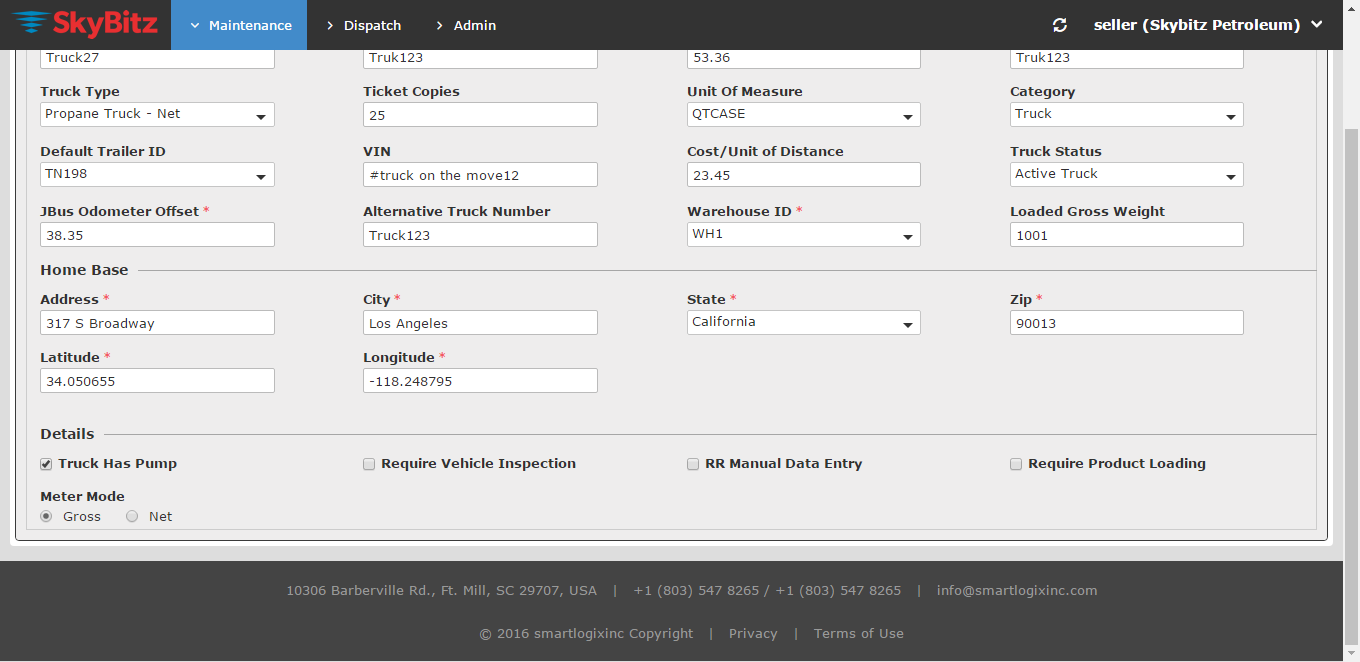 SkyBitz Maintenance Dispatch Admin seller (Skybitz Petroleum)
Truck27 Truk123 53.36 Truk123
Truck Type Ticket Copies Unit Of Measure Category
Propane Truck - Net 25 QTCASE Truck
Default Trailer ID VIN Cost/Unit of Distance Truck Status
TN198 #truck on the move12 23.45 Active Truck
JBus Odometer Offset * Alternative Truck Number Warehouse ID * Loaded Gross Weight
38.35 Truck123 WH1 1001
Home Base
Address * City * State * Zip *
317 S Broadway Los Angeles California 90013
Latitude * Longitude *
34.050655 -118.248795
Details
Truck Has Pump Require Vehicle Inspection RR Manual Data Entry Require Product Loading
Meter Mode
Gross Net
10306 Barberville Rd., Ft. Mill, SC 29707, USA | +1 (803) 547 8265 / +1 (803) 547 8265 | info@smartlogixinc.com
© 2016 smartlogixinc Copyright | Privacy | Terms of Use